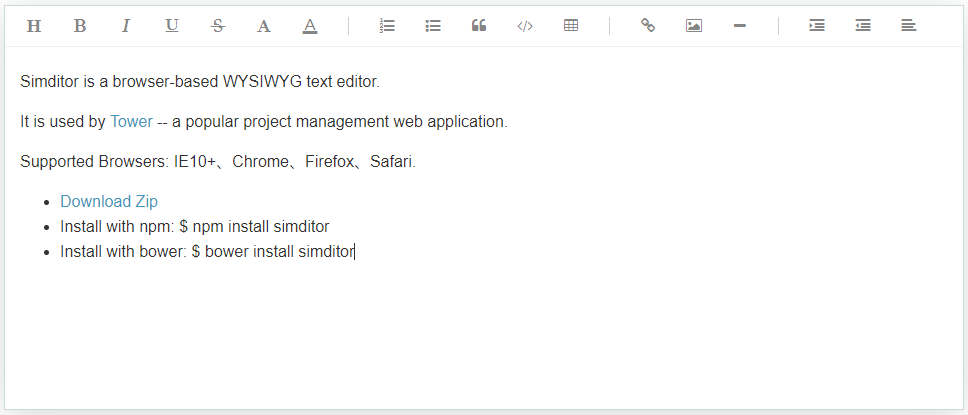 H B I U S A A
Simditor is a browser-based WYSIWYG text editor.
It is used by Tower -- a popular project management web application.
Supported Browsers: IE10+、Chrome、Firefox、Safari.
• Download Zip
• Install with npm: $ npm install simditor
• Install with bower: $ bower install simditor